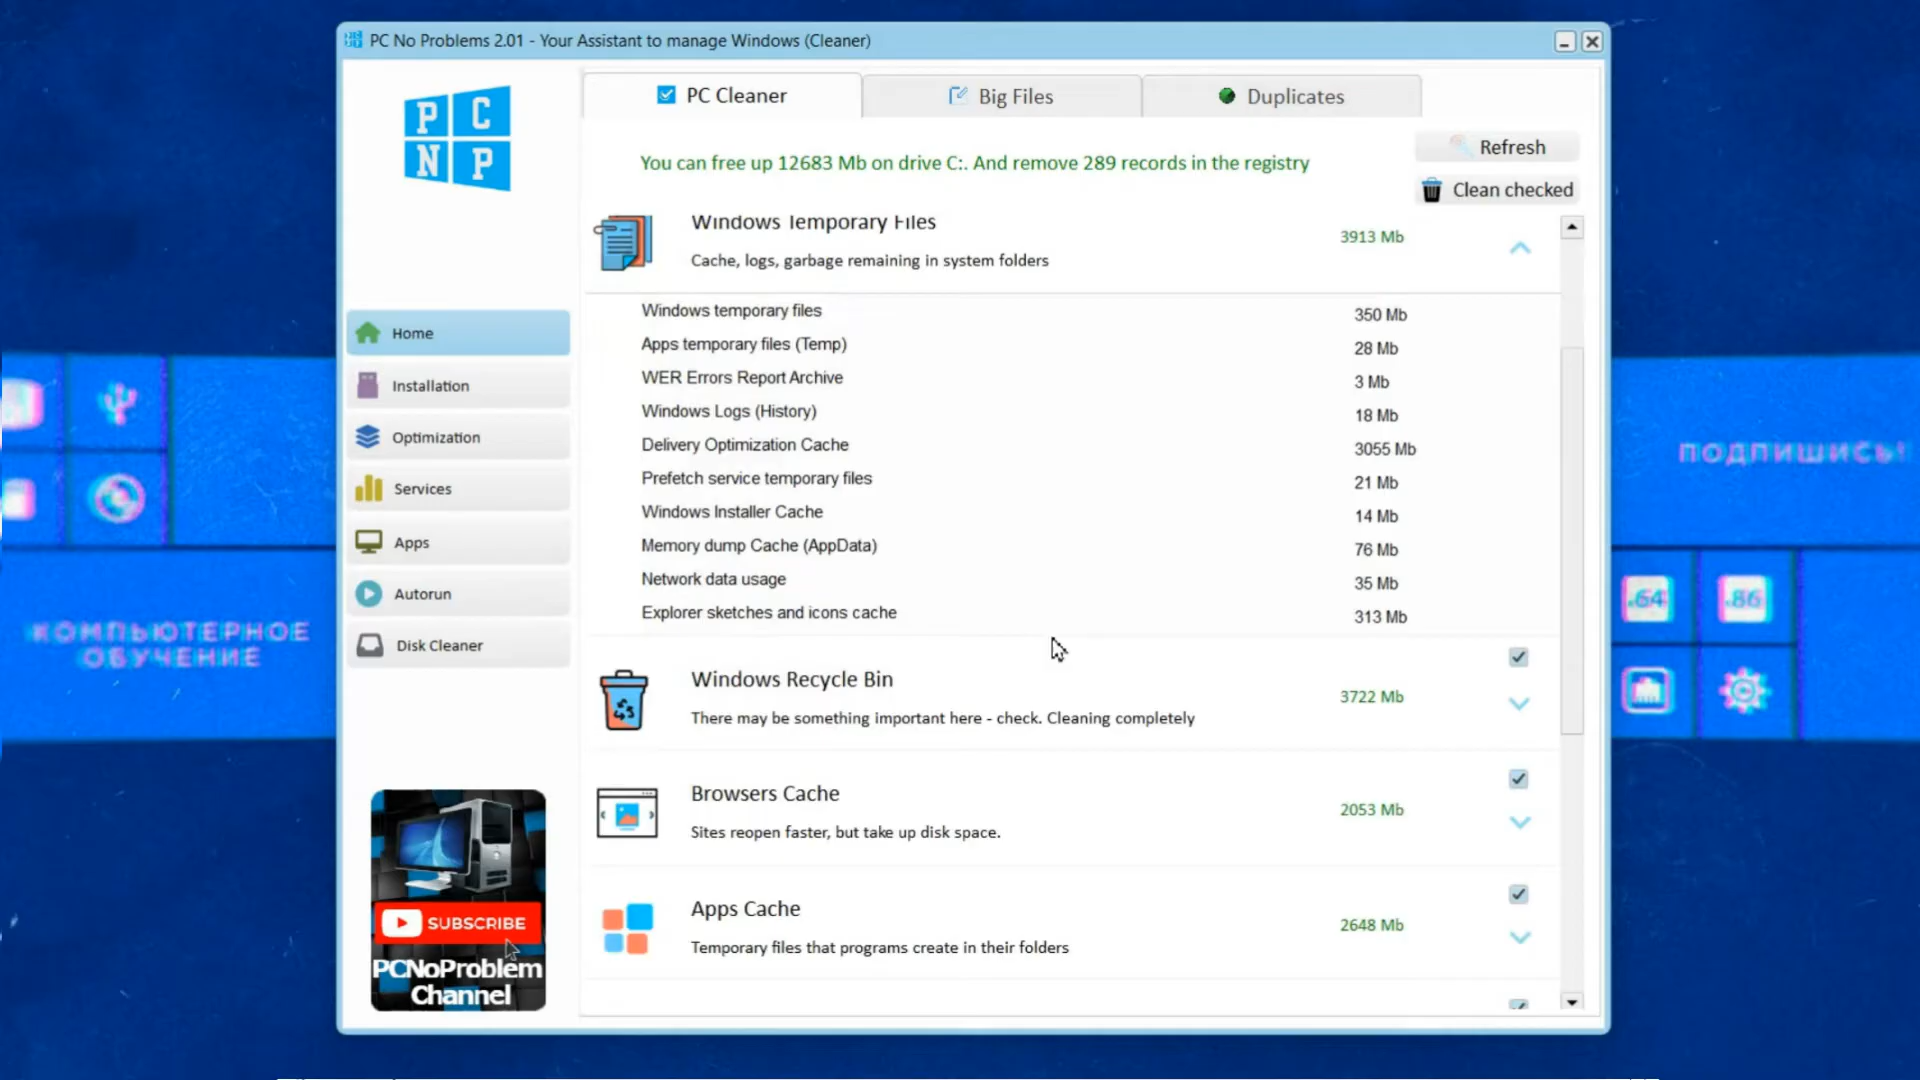 PC No Problems 2.01 - Your Assistant to manage Windows (Cleaner)
P C
N P
PC Cleaner
Big Files
Duplicates
You can free up 12683 Mb on drive C:. And remove 289 records in the registry
Refresh
Clean checked
Windows Temporary Files
3913 Mb
Cache, logs, garbage remaining in system folders
Windows temporary files
350 Mb
Apps temporary files (Temp)
28 Mb
WER Errors Report Archive
3 Mb
Windows Logs (History)
18 Mb
Delivery Optimization Cache
3055 Mb
Prefetch service temporary files
21 Mb
Windows Installer Cache
14 Mb
Memory dump Cache (AppData)
76 Mb
Network data usage
35 Mb
Explorer sketches and icons cache
313 Mb
Windows Recycle Bin
3722 Mb
There may be something important here - check. Cleaning completely
Browsers Cache
2053 Mb
Sites reopen faster, but take up disk space.
Apps Cache
2648 Mb
Temporary files that programs create in their folders
Home
Installation
Optimization
Services
Apps
Autorun
Disk Cleaner
SUBSCRIBE
PCNoProblem
Channel
КОМПЬЮТЕРНОЕ
ОБУЧЕНИЕ
ПОДПИШИСЬ!
.64
.86